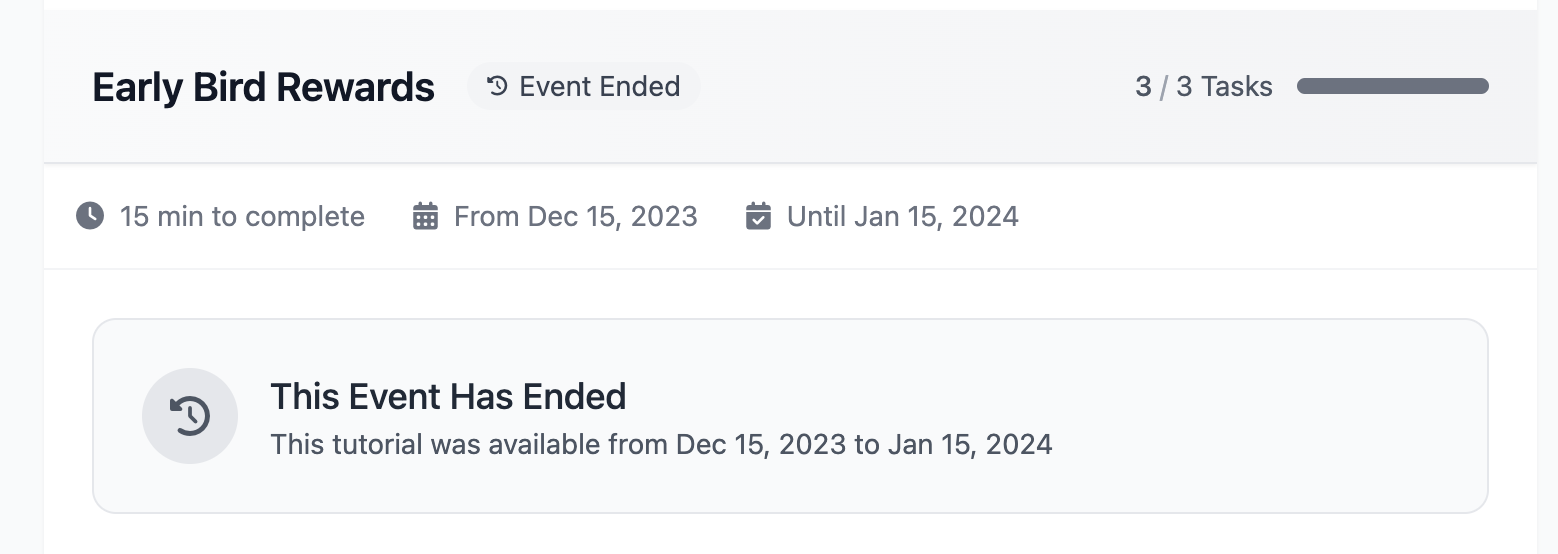 Early Bird Rewards
Event Ended
3 / 3 Tasks
15 min to complete
From Dec 15, 2023
Until Jan 15, 2024
This Event Has Ended
This tutorial was available from Dec 15, 2023 to Jan 15, 2024